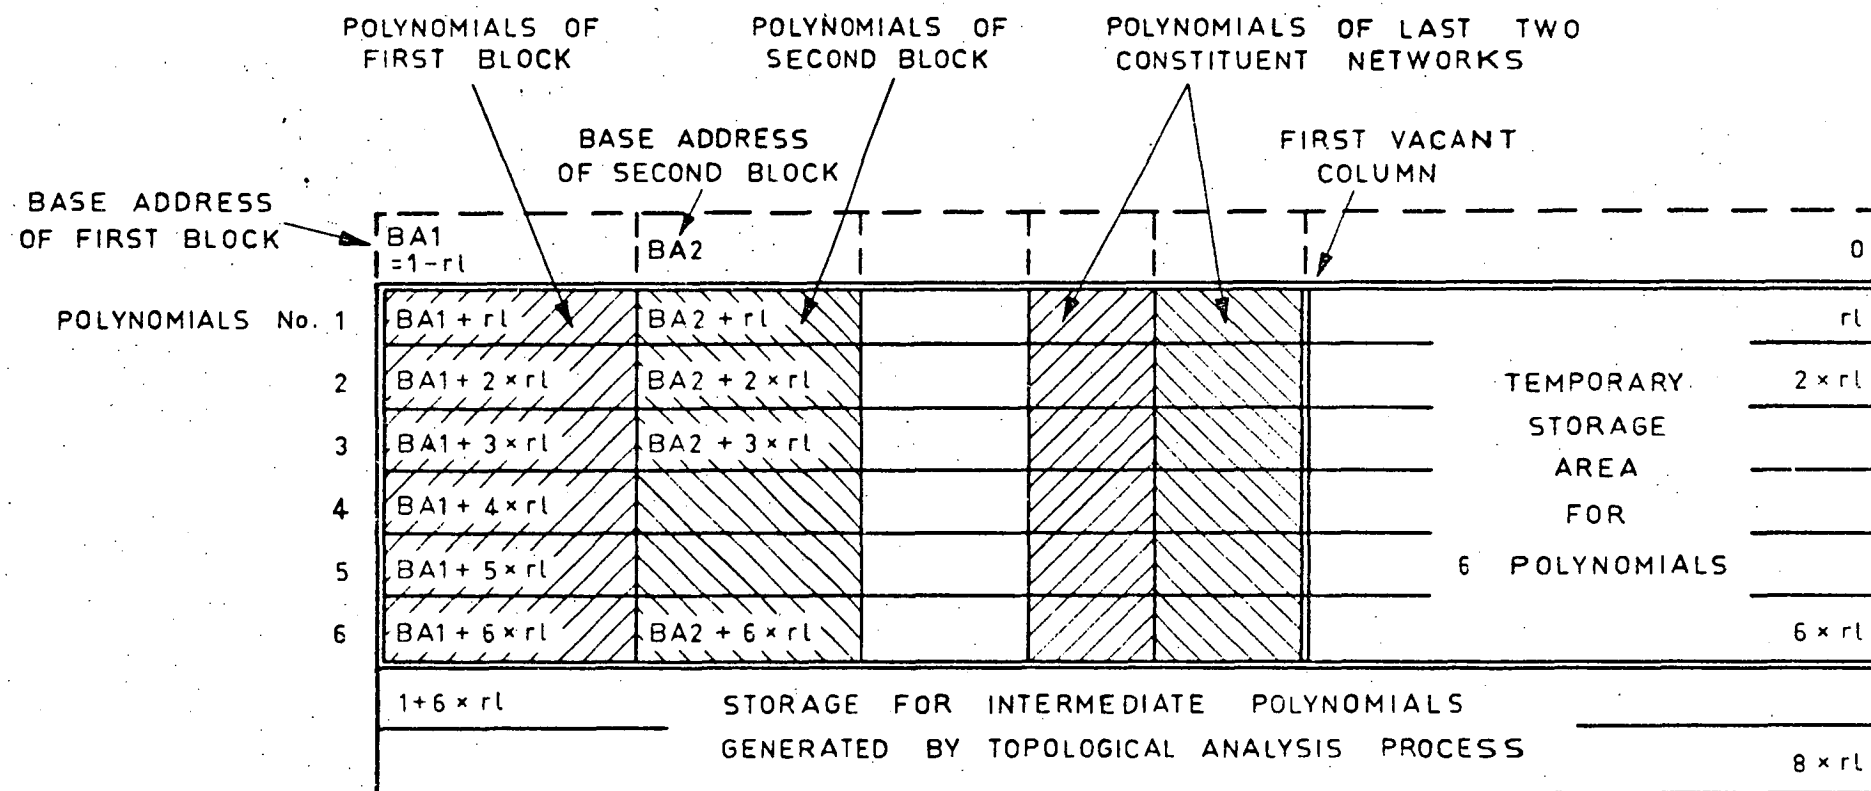 POLYNOMIALS OF
FIRST BLOCK
POLYNOMIALS OF
SECOND BLOCK
POLYNOMIALS OF LAST TWO
CONSTITUENT NETWORKS
BASE ADDRESS
OF SECOND BLOCK
FIRST VACANT
COLUMN
BASE ADDRESS
OF FIRST BLOCK
BA1
=1-rl
BA2
0
POLYNOMIALS No. 1
BA1 + rl
BA2 + rl
rl
2
BA1 + 2 × rl
BA2 + 2 × rl
2 × rl
3
BA1 + 3 × rl
BA2 + 3 × rl
4
BA1 + 4 × rl
5
BA1 + 5 × rl
6
BA1 + 6 × rl
BA2 + 6 × rl
6 × rl
TEMPORARY
STORAGE
AREA
FOR
6 POLYNOMIALS
1+6 × rl
STORAGE FOR INTERMEDIATE POLYNOMIALS
GENERATED BY TOPOLOGICAL ANALYSIS PROCESS
8 × rl